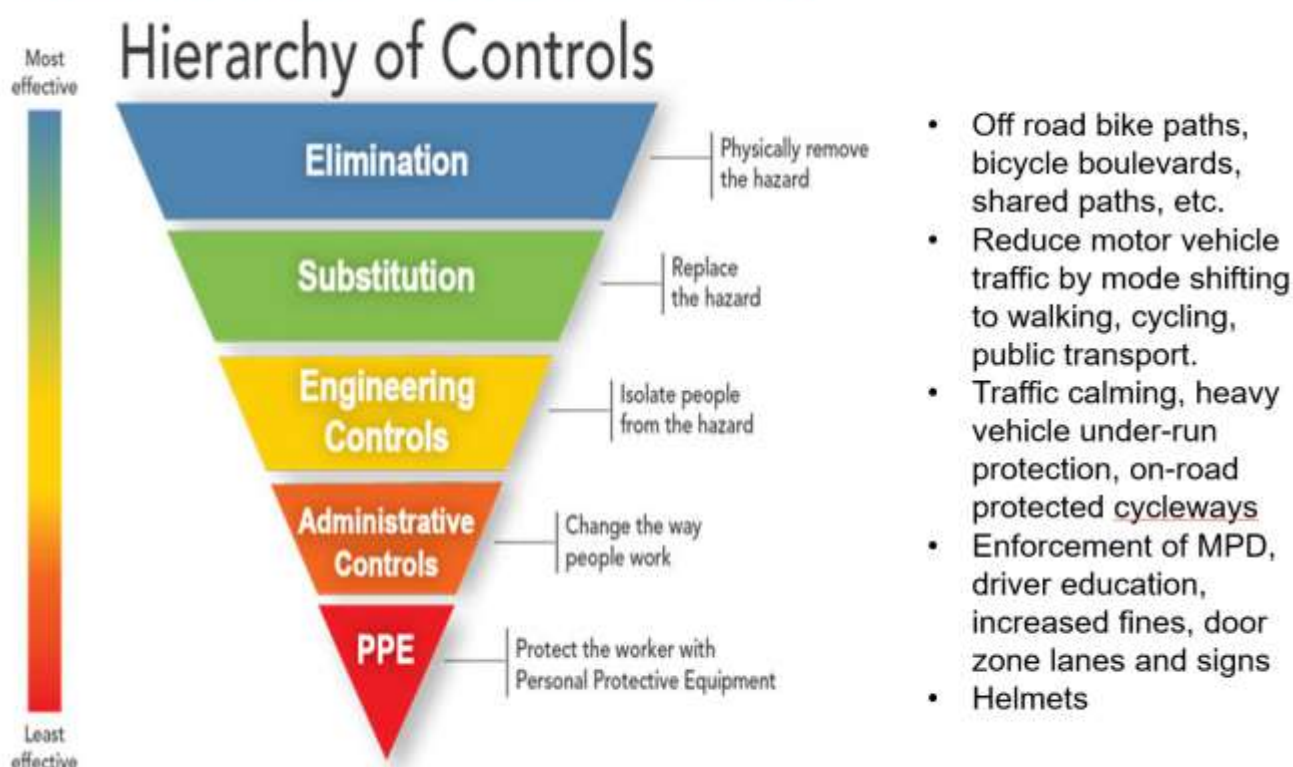 Hierarchy of Controls
Most
effective
Elimination
Physically remove
the hazard
Substitution
Replace
the hazard
Engineering
Controls
Isolate people
from the hazard
Administrative
Controls
Change the way
people work
PPE
Protect the worker with
Personal Protective Equipment
Least
effective
• Off road bike paths,
bicycle boulevards,
shared paths, etc.
• Reduce motor vehicle
traffic by mode shifting
to walking, cycling,
public transport.
• Traffic calming, heavy
vehicle under-run
protection, on-road
protected cycleways
• Enforcement of MPD,
driver education,
increased fines, door
zone lanes and signs
• Helmets